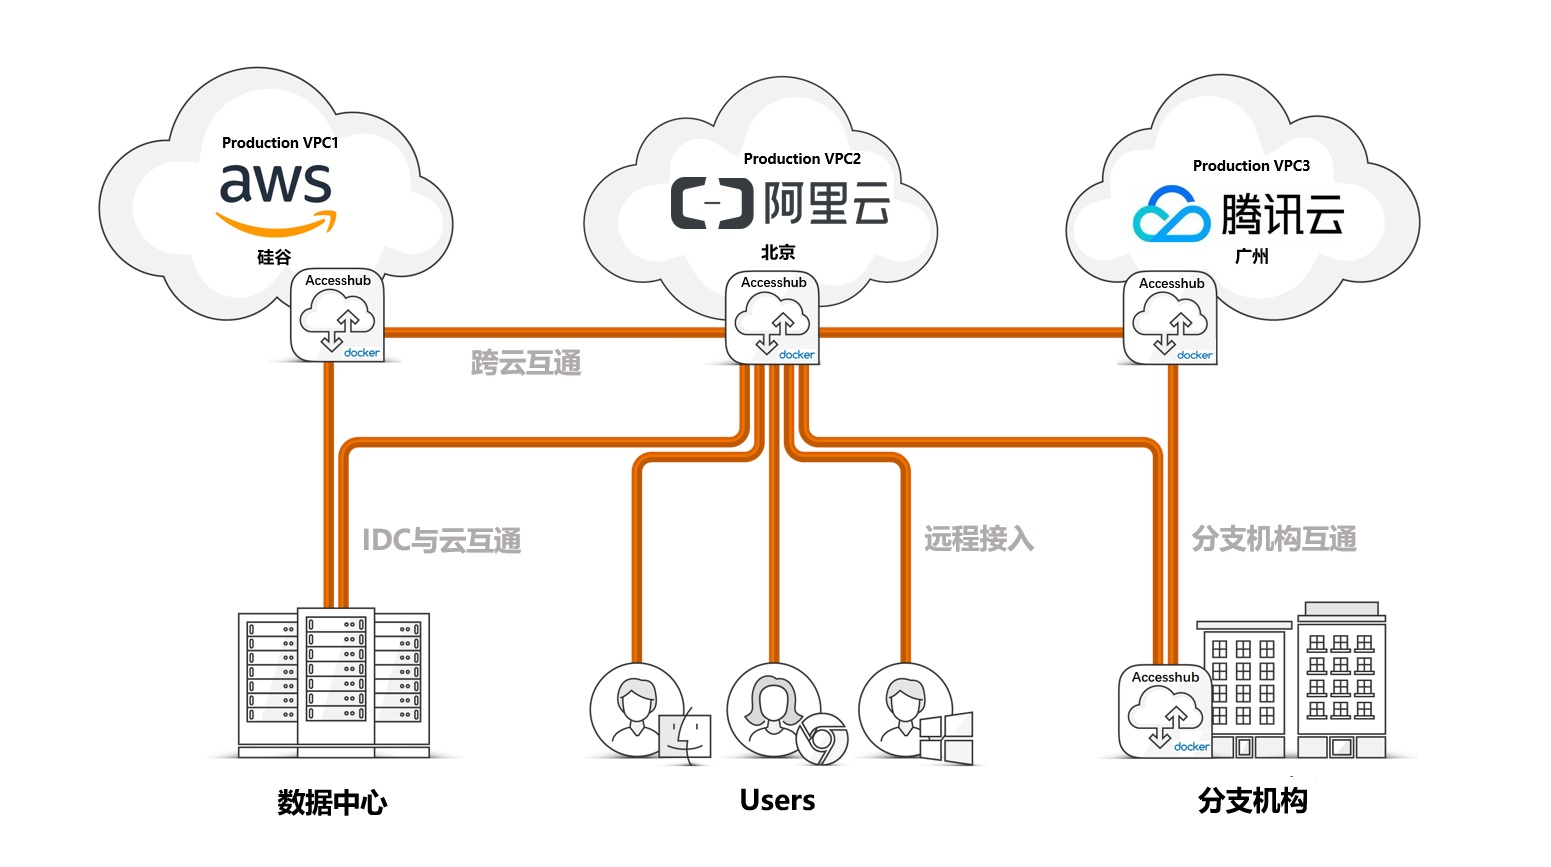 Production VPC1
aws
硅谷
Accesshub
docker
Production VPC2
阿里云
北京
Accesshub
docker
Production VPC3
腾讯云
广州
Accesshub
docker
跨云互通
IDC与云互通
远程接入
分支机构互通
Accesshub
docker
数据中心
Users
分支机构